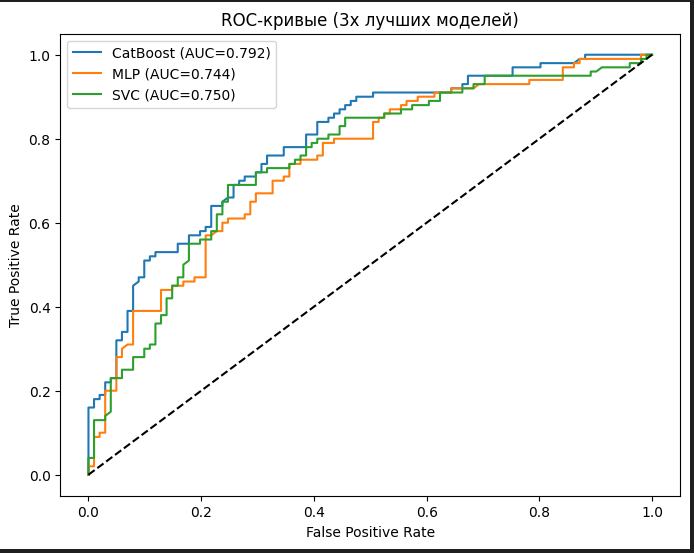 ROC-кривые (3x лучших моделей)
CatBoost (AUC=0.792)
MLP (AUC=0.744)
SVC (AUC=0.750)
True Positive Rate
1.0
0.8
0.6
0.4
0.2
0.0
0.0 0.2 0.4 0.6 0.8 1.0
False Positive Rate